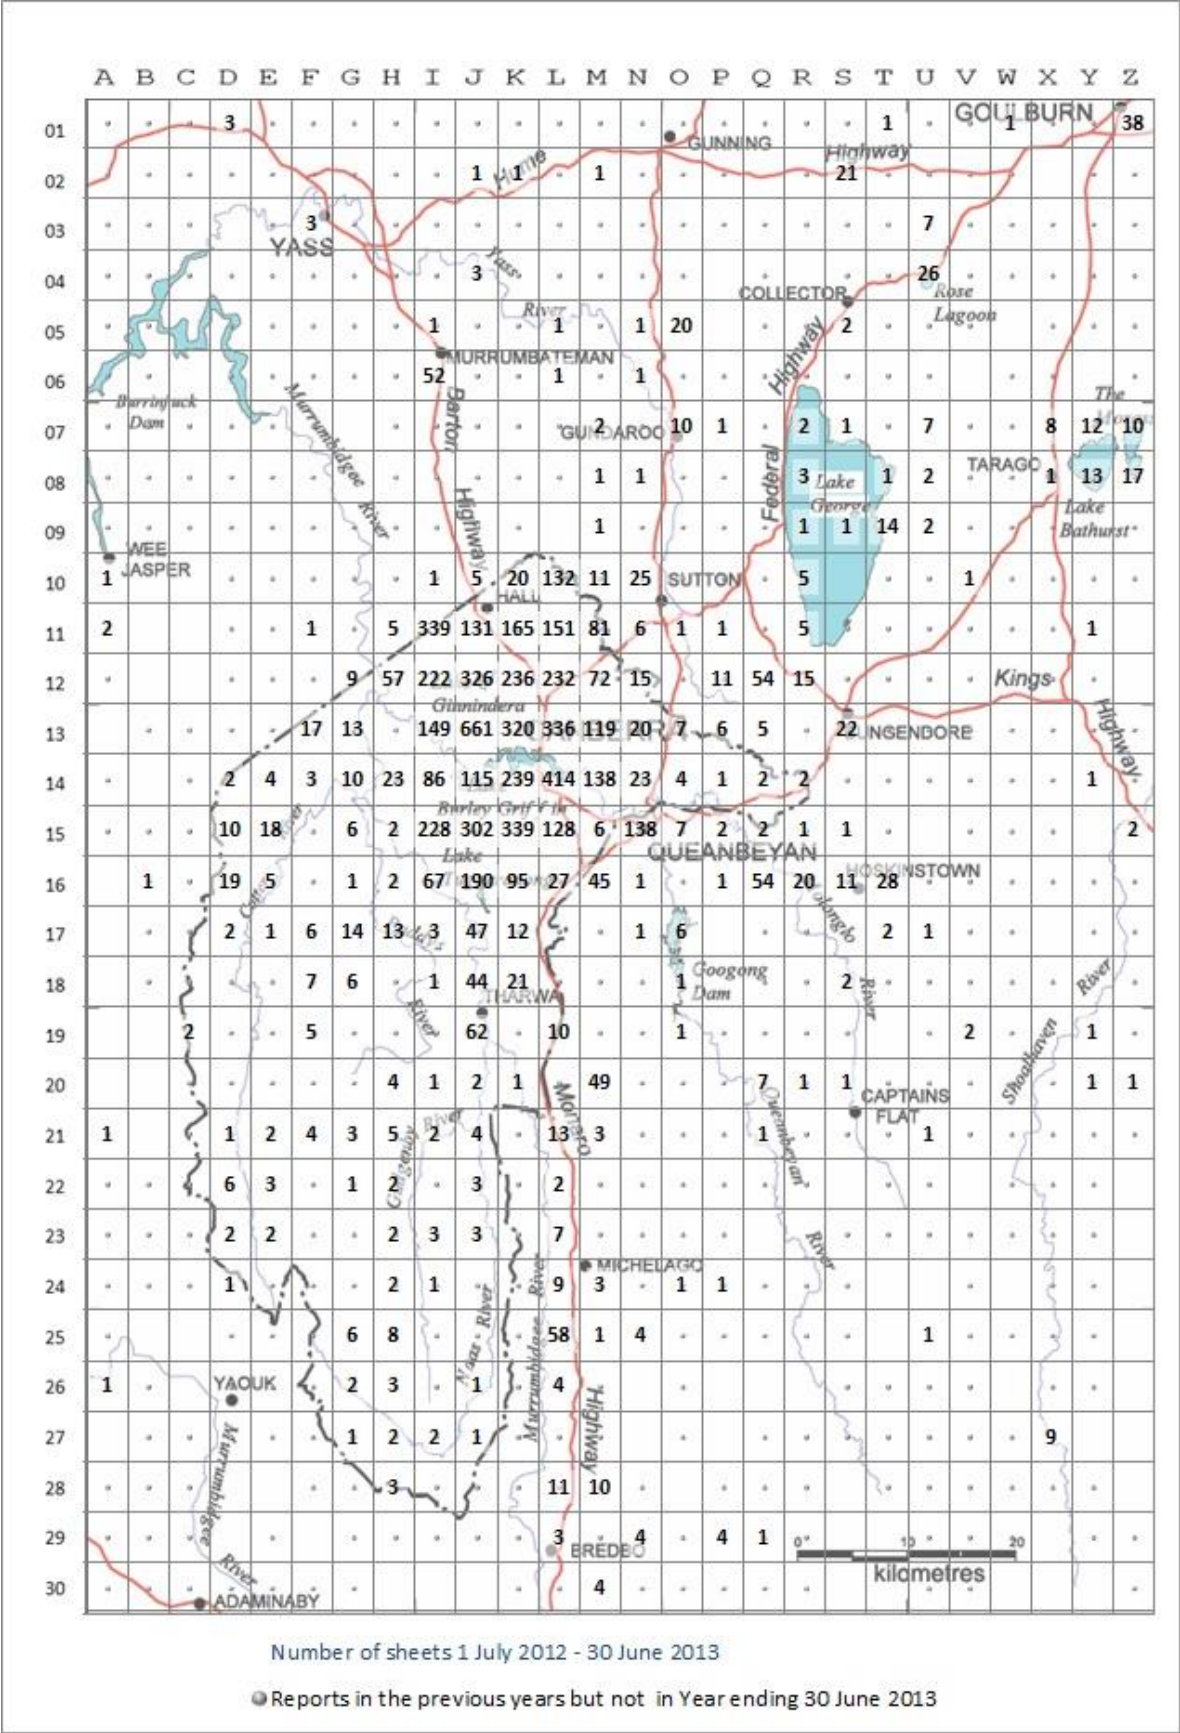 A B C D E F G H I J K L M N O P Q R S T U V W X Y Z
01 3 1 GOULBURN 1 38
GUNNING
Hume Highway
02 1 1 1 21
03 3 7
YASS
Yass
04 3 26
COLLECTOR Rose
River Lagoon
05 1 1 1 20 2
MURRUMBATEMAN Highway
06 52 1 1
Burrinjuck Murrumbidgee Barton The
Dam
07 2 GUNDAROO 10 1 2 1 7 8 12 10
Federal TARAGO
08 1 1 3 Lake 1 2 1 13 17
River Highway George Lake
09 1 1 1 14 2 Bathurst
WEE
JASPER
10 1 1 5 20 132 11 25 SUTTON 5 1
HALL
11 2 1 5 339 131 165 151 81 6 1 1 5 1
12 9 57 222 326 236 232 72 15 11 54 15 Kings
Ginnindera Highway
13 17 13 149 661 320 336 119 20 7 6 5 22
CANBERRA BUNGENDORE
14 2 4 3 10 23 86 115 239 414 138 23 4 1 2 2 1
Lake
River Burley Griffin
15 10 18 6 2 228 302 339 128 6 138 7 2 2 1 1 2
Lake QUEANBEYAN
HOSKINSTOWN
16 1 19 5 1 2 67 190 95 27 45 1 1 54 20 11 28
Cotter Tuggeranong Molonglo
17 2 1 6 14 13 3 47 12 1 6 2 1
Paddys
Googong
18 7 6 1 44 21 1 Dam 2 River River
THARWA
River
19 2 5 62 10 1 2 1
Shoalhaven
20 4 1 2 1 49 7 1 1 1 1
Monaro Queanbeyan CAPTAINS
River FLAT
21 1 1 2 4 3 5 2 4 13 3 1 1
Gudgenby
22 6 3 1 2 3 2
23 2 2 2 3 3 7
River River MICHELAGO
24 1 2 1 9 3 1 1
River
25 6 8 58 1 4 1
Naas Murrumbidgee
26 1 YAOUK 2 3 1 4
Highway
27 1 2 2 1 9
Murrumbidgee
28 3 11 10
29 3 4 4 1 0 10 20
BREDBO
River kilometres
30 4
ADAMINABY
Number of sheets 1 July 2012 - 30 June 2013
Reports in the previous years but not in Year ending 30 June 2013